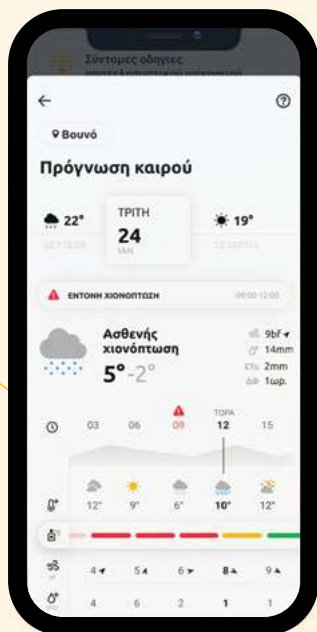 Σύντομες οδηγίες
Βουνό
Πρόγνωση καιρού
22° ΤΡΙΤΗ 24 ΙΑΝ 19°
ΔΕΥΤΕΡΑ ΤΕΤΑΡΤΗ
ΕΝΤΟΝΗ ΧΙΟΝΟΠΤΩΣΗ 09:00-12:00
Ασθενής
χιονόπτωση
5°-2°
9bf
14mm
2mm
ΔΦ 1ωρ.
ΤΩΡΑ
03 06 09 12 15
12° 9° 6° 10° 12°
4 5 6 8 9
4 6 2 1 1